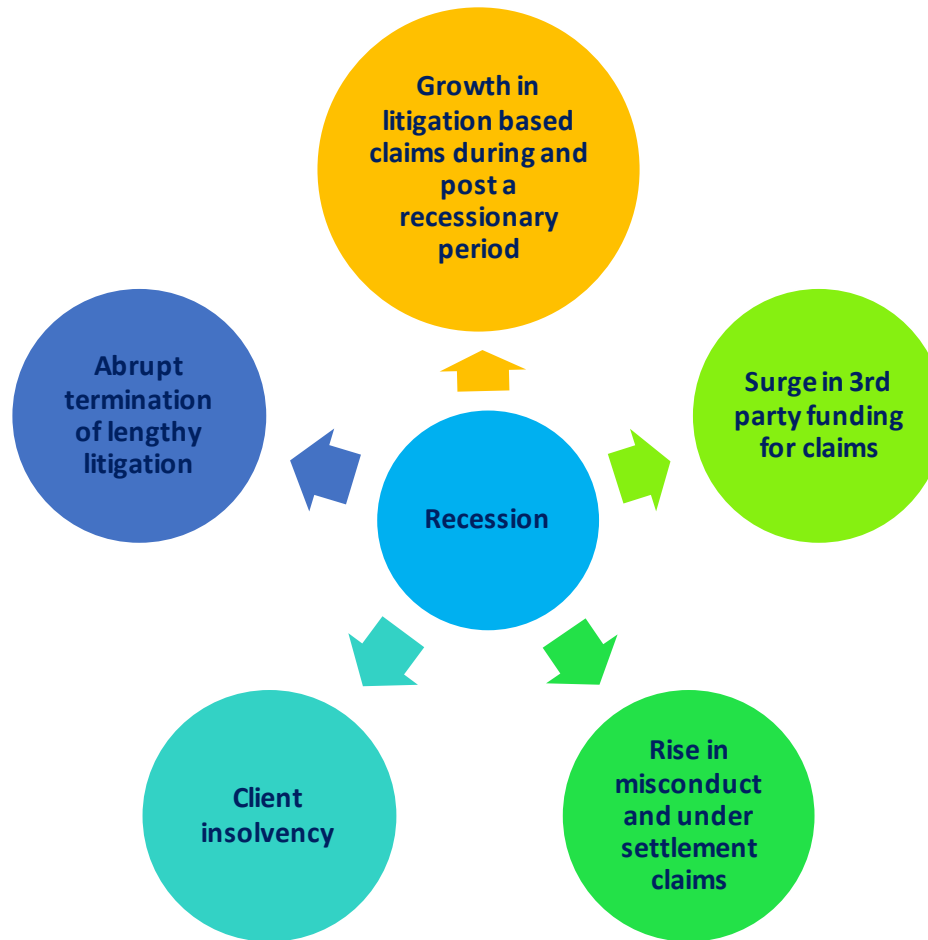 Growth in
litigation based
claims during and
post a
recessionary
period
Abrupt
termination
of lengthy
litigation
Surge in 3rd
party funding
for claims
Recession
Client
insolvency
Rise in
misconduct
and under
settlement
claims